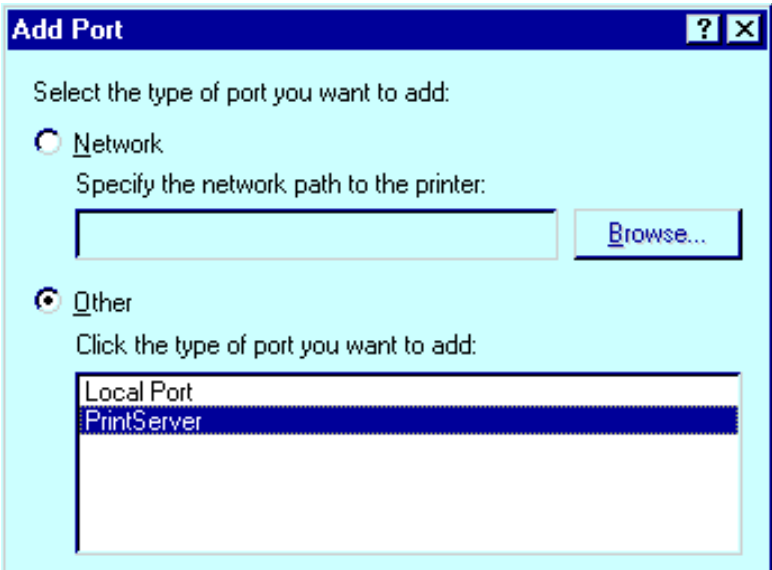 Add Port
Select the type of port you want to add:
Network
Specify the network path to the printer:
Browse...
Other
Click the type of port you want to add:
Local Port
PrintServer